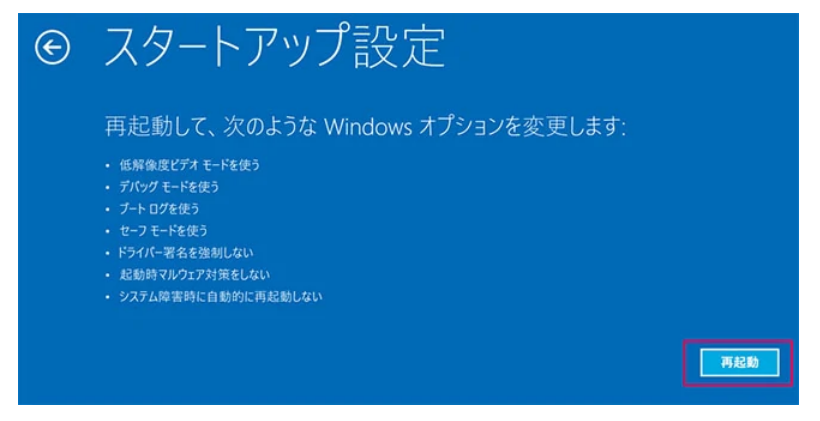 スタートアップ設定
再起動して、次のような Windows オプションを変更します:
• 低解像度ビデオ モードを使う
• デバッグ モードを使う
• ブート ログを使う
• セーフ モードを使う
• ドライバー署名を強制しない
• 起動時マルウェア対策をしない
• システム障害時に自動的に再起動しない
再起動